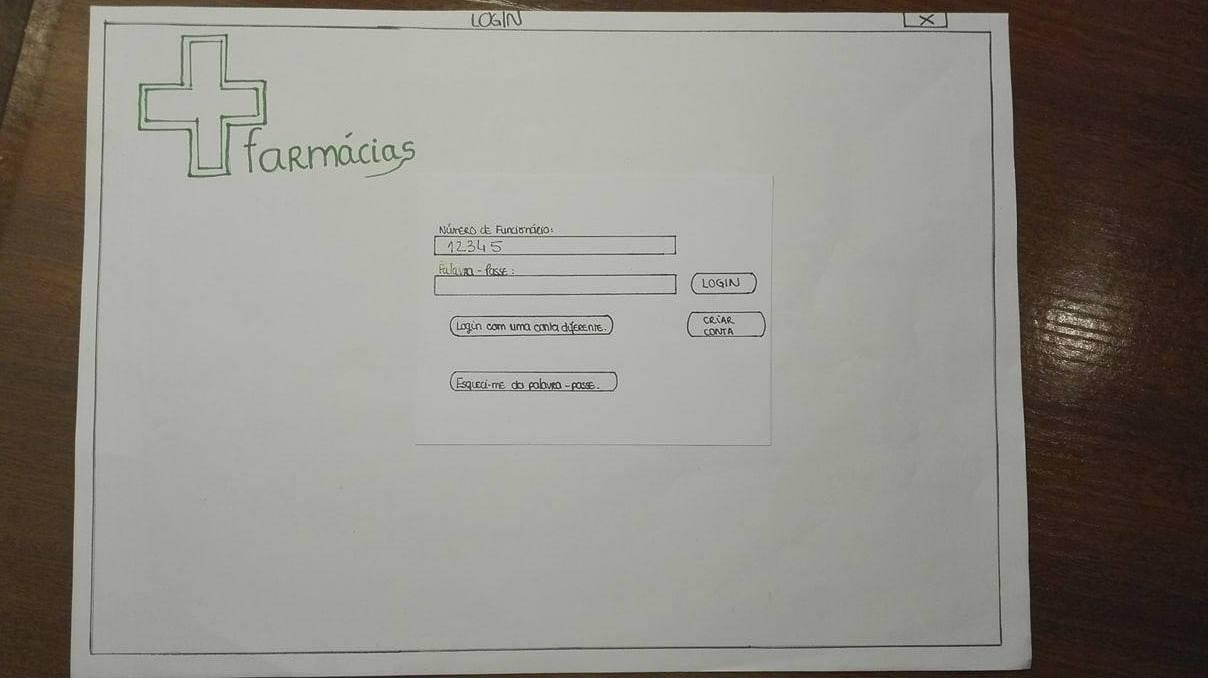 LOGIN
X
farmácias
Número de Funcionário:
12345
Palavra-Passe:
LOGIN
Login com uma conta diferente.
CRIAR
CONTA
Esqueci-me da palavra-passe.